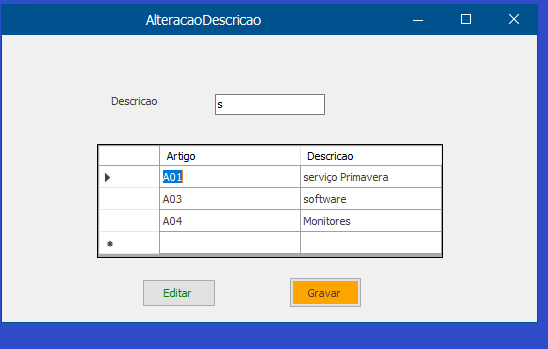 AlteracaoDescricao
Descricao s
Artigo Descricao
A01 serviço Primavera
A03 software
A04 Monitores
Editar Gravar